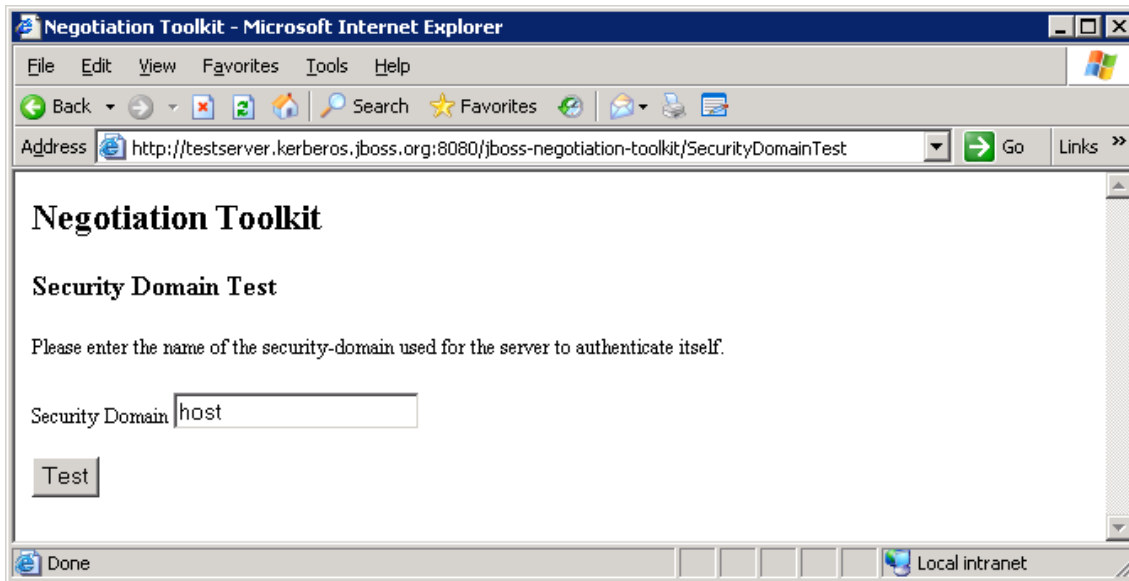 Negotiation Toolkit - Microsoft Internet Explorer
File Edit View Favorites Tools Help
Back Search Favorites
Address http://testserver.kerberos.jboss.org:8080/jboss-negotiation-toolkit/SecurityDomainTest Go Links »
Negotiation Toolkit
Security Domain Test
Please enter the name of the security-domain used for the server to authenticate itself.
Security Domain host
Test
Done Local intranet